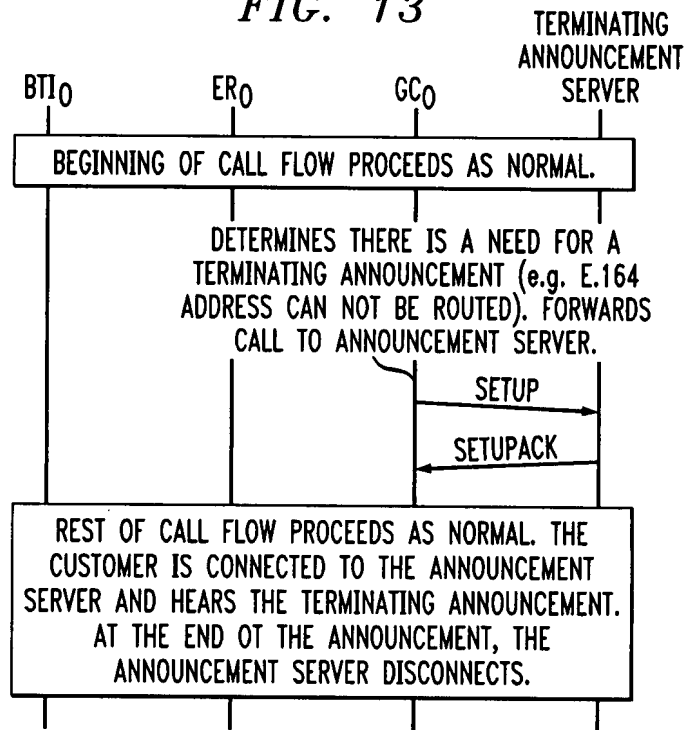 FIG. 13
TERMINATING
ANNOUNCEMENT
SERVER
BTIO
ERO
GCO
BEGINNING OF CALL FLOW PROCEEDS AS NORMAL.
DETERMINES THERE IS A NEED FOR A
TERMINATING ANNOUNCEMENT (e.g. E.164
ADDRESS CAN NOT BE ROUTED). FORWARDS
CALL TO ANNOUNCEMENT SERVER.
SETUP
SETUPACK
REST OF CALL FLOW PROCEEDS AS NORMAL. THE
CUSTOMER IS CONNECTED TO THE ANNOUNCEMENT
SERVER AND HEARS THE TERMINATING ANNOUNCEMENT.
AT THE END OT THE ANNOUNCEMENT, THE
ANNOUNCEMENT SERVER DISCONNECTS.